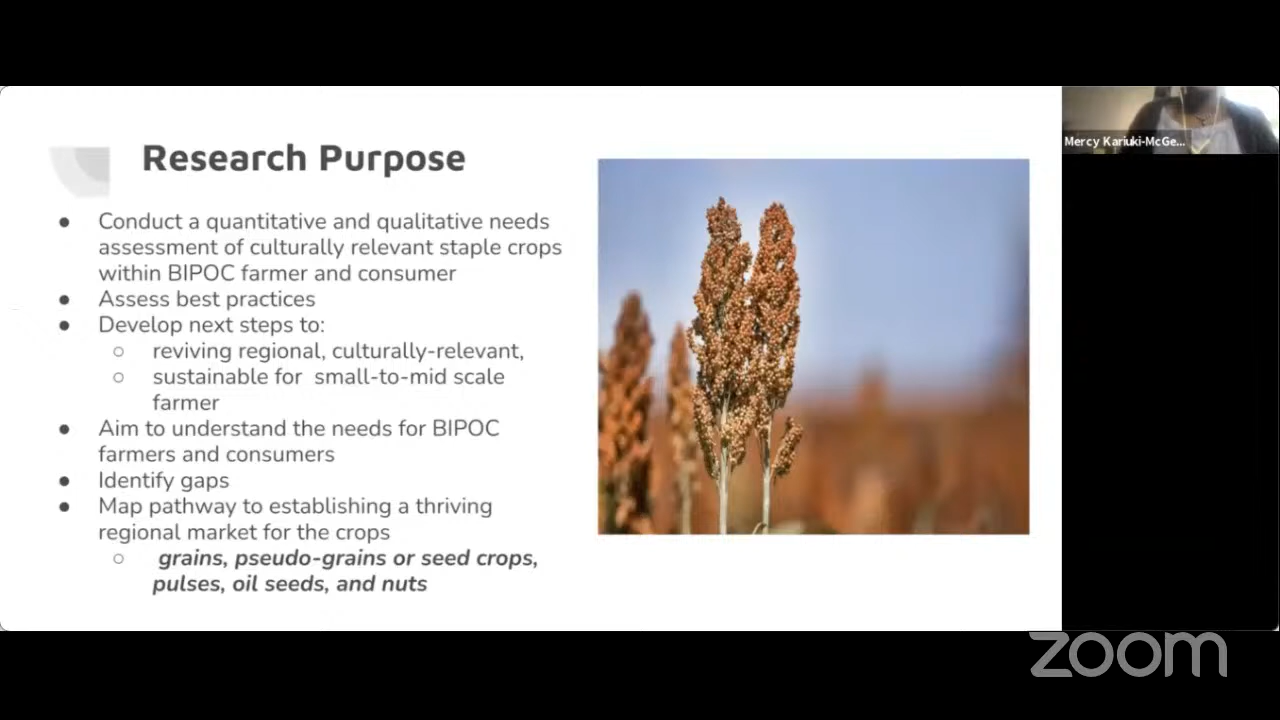 Research Purpose
● Conduct a quantitative and qualitative needs
assessment of culturally relevant staple crops
within BIPOC farmer and consumer
● Assess best practices
● Develop next steps to:
○ reviving regional, culturally-relevant,
○ sustainable for small-to-mid scale
farmer
● Aim to understand the needs for BIPOC
farmers and consumers
● Identify gaps
● Map pathway to establishing a thriving
regional market for the crops
○ grains, pseudo-grains or seed crops,
pulses, oil seeds, and nuts
Mercy Kariuki-McGe...
zoom